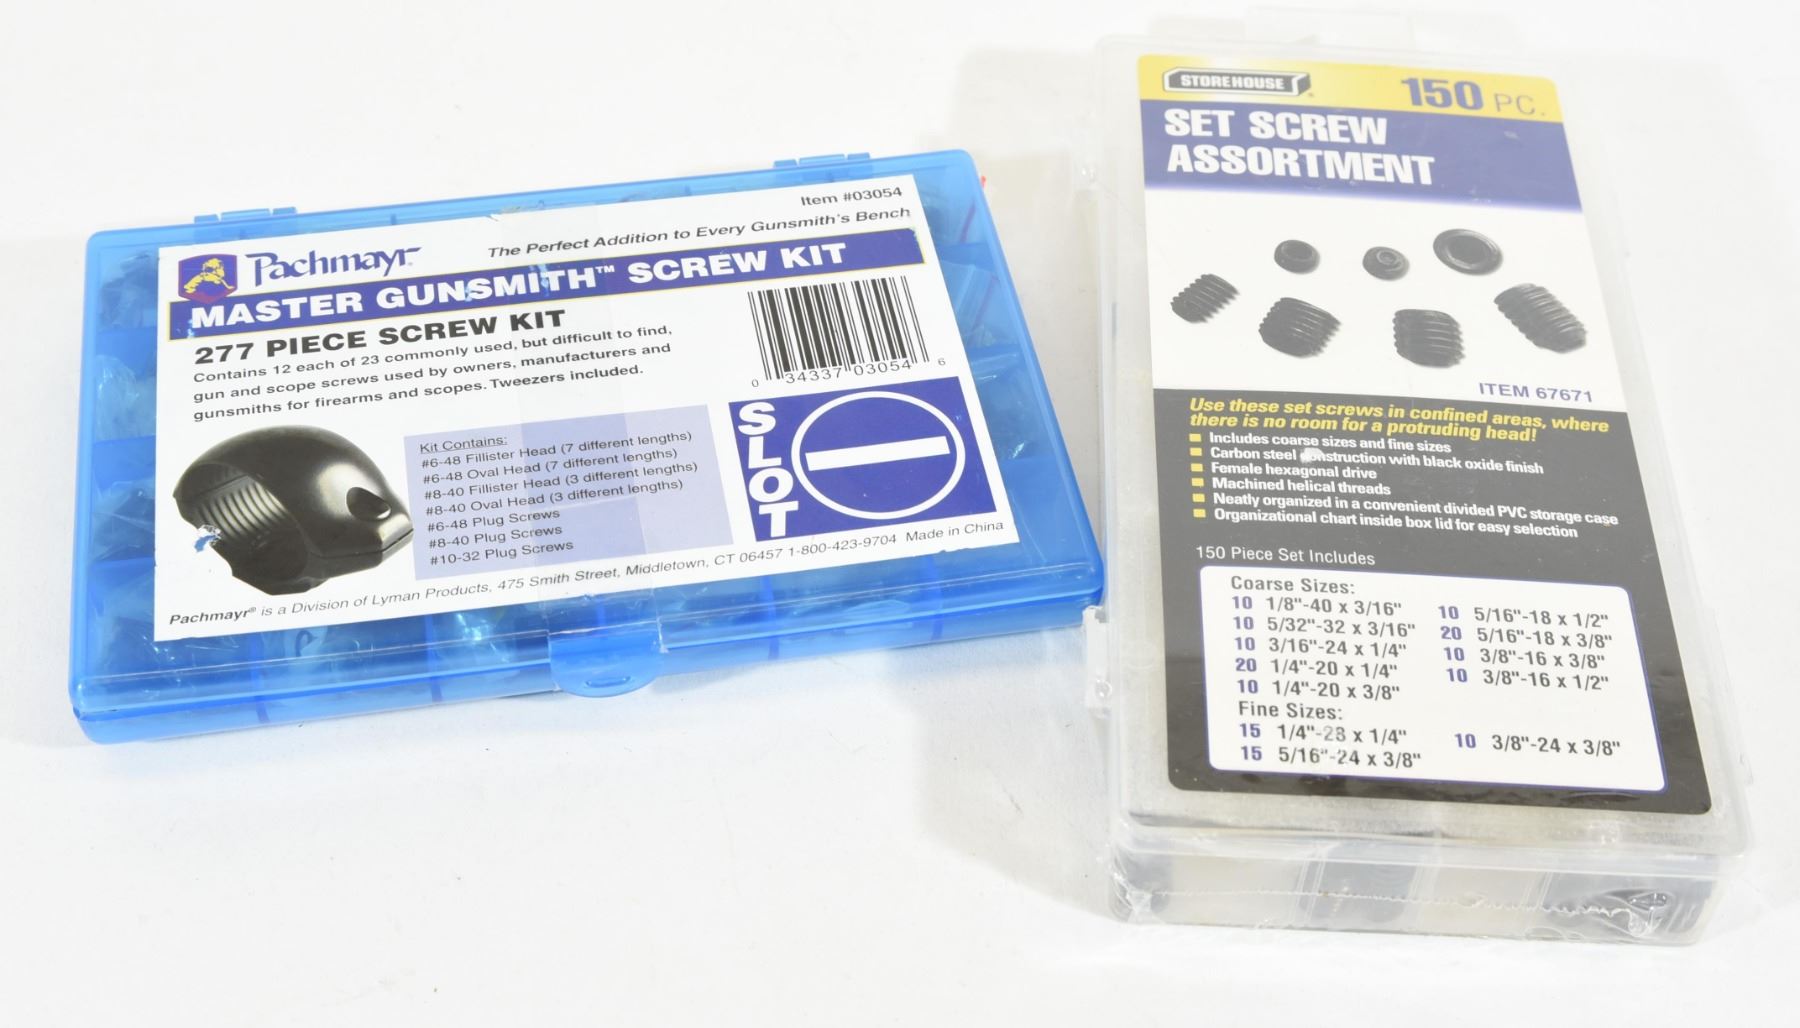 Item #03054
Pachmayr®
The Perfect Addition to Every Gunsmith's Bench
MASTER GUNSMITH™ SCREW KIT
277 PIECE SCREW KIT
Contains 12 each of 23 commonly used, but difficult to find,
gun and scope screws used by owners, manufacturers and
gunsmiths for firearms and scopes. Tweezers included.
0 34337 03054 6
Kit Contains:
#6-48 Fillister Head (7 different lengths)
#6-48 Oval Head (7 different lengths)
#8-40 Fillister Head (3 different lengths)
#8-40 Oval Head (3 different lengths)
#6-48 Plug Screws
#8-40 Plug Screws
#10-32 Plug Screws
SLOT
Pachmayr® is a Division of Lyman Products, 475 Smith Street, Middletown, CT 06457 1-800-423-9704 Made in China
STOREHOUSE®
150 PC.
SET SCREW
ASSORTMENT
ITEM 67671
Use these set screws in confined areas, where
there is no room for a protruding head!
Includes coarse sizes and fine sizes
Carbon steel construction with black oxide finish
Female hexagonal drive
Machined helical threads
Neatly organized in a convenient divided PVC storage case
Organizational chart inside box lid for easy selection
150 Piece Set Includes
Coarse Sizes:
10 1/8"-40 x 3/16"
10 5/32"-32 x 3/16"
10 3/16"-24 x 1/4"
20 1/4"-20 x 1/4"
10 1/4"-20 x 3/8"
10 5/16"-18 x 1/2"
20 5/16"-18 x 3/8"
10 3/8"-16 x 3/8"
10 3/8"-16 x 1/2"
Fine Sizes:
15 1/4"-28 x 1/4"
15 5/16"-24 x 3/8"
10 3/8"-24 x 3/8"